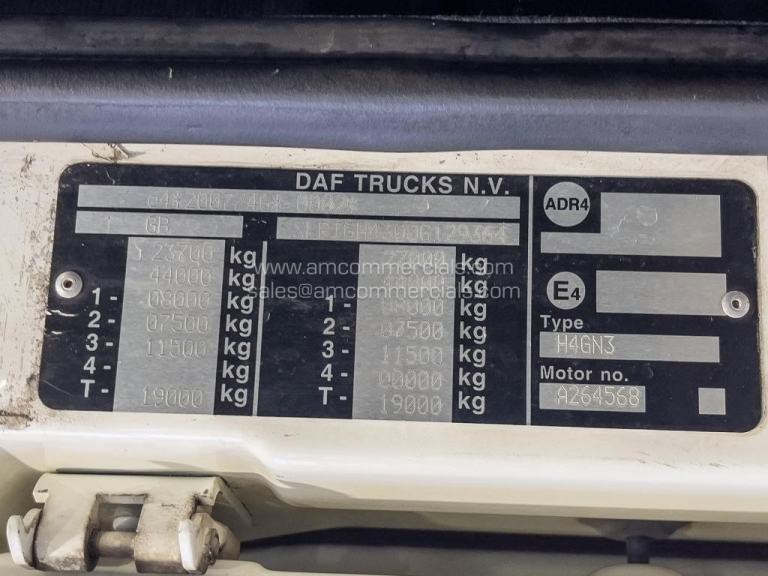 DAF TRUCKS N.V.
GB
23700 kg
44000 kg
1- 08000 kg
2- 07500 kg
3- 11500 kg
4- kg
T- 19000 kg
27000 kg
kg
1- 08000 kg
2- 07500 kg
3- 11500 kg
4- 00000 kg
T- 19000 kg
ADR4
E4
Type
H4GN3
Motor no.
A264568
www.amcommercials.com
sales@amcommercials.com